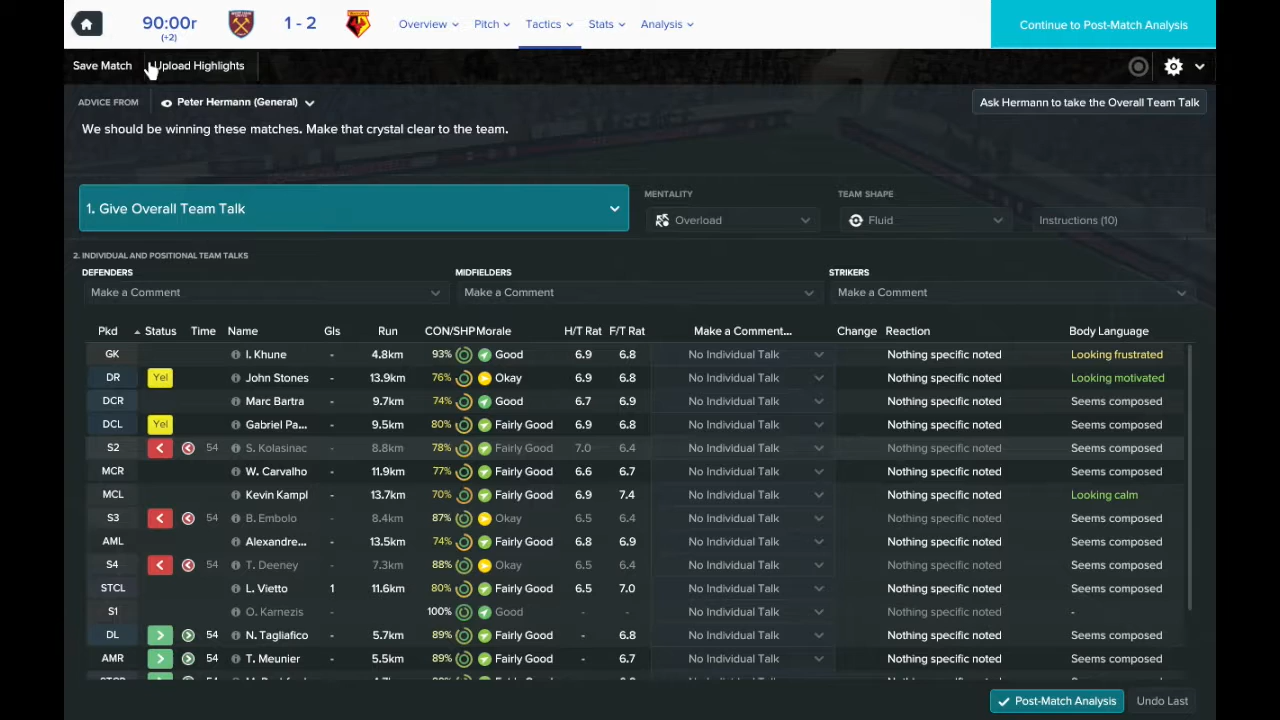 90:00r 1 - 2 Overview Pitch Tactics Stats Analysis Continue to Post-Match Analysis
(+2)
Save Match Upload Highlights
ADVICE FROM Peter Hermann (General) Ask Hermann to take the Overall Team Talk
We should be winning these matches. Make that crystal clear to the team.
MENTALITY TEAM SHAPE
1. Give Overall Team Talk Overload Fluid Instructions (10)
2. INDIVIDUAL AND POSITIONAL TEAM TALKS
DEFENDERS MIDFIELDERS STRIKERS
Make a Comment Make a Comment Make a Comment
Pkd Status Time Name Gls Run CON/SHP Morale H/T Rat F/T Rat Make a Comment... Change Reaction Body Language
GK I. Khune - 4.8km 93% Good 6.9 6.8 No Individual Talk Nothing specific noted Looking frustrated
DR Yel John Stones - 13.9km 76% Okay 6.9 6.8 No Individual Talk Nothing specific noted Looking motivated
DCR Marc Bartra - 9.7km 74% Good 6.7 6.9 No Individual Talk Nothing specific noted Seems composed
DCL Yel Gabriel Pa... - 9.5km 80% Fairly Good 6.9 6.8 No Individual Talk Nothing specific noted Seems composed
S2 54 S. Kolasinac - 8.8km 78% Fairly Good 7.0 6.4 No Individual Talk Nothing specific noted Seems composed
MCR W. Carvalho - 11.9km 77% Fairly Good 6.6 6.7 No Individual Talk Nothing specific noted Seems composed
MCL Kevin Kampl - 13.7km 70% Fairly Good 6.9 7.4 No Individual Talk Nothing specific noted Looking calm
S3 54 B. Embolo - 8.4km 87% Okay 6.5 6.4 No Individual Talk Nothing specific noted Seems composed
AML Alexandre... - 13.5km 74% Fairly Good 6.8 6.9 No Individual Talk Nothing specific noted Seems composed
S4 54 T. Deeney - 7.3km 88% Okay 6.5 6.4 No Individual Talk Nothing specific noted Seems composed
STCL L. Vietto 1 11.6km 80% Fairly Good 6.5 7.0 No Individual Talk Nothing specific noted Seems composed
S1 O. Karnezis - 100% Good - - No Individual Talk Nothing specific noted -
DL 54 N. Tagliafico - 5.7km 89% Fairly Good - 6.8 No Individual Talk Nothing specific noted Seems composed
AMR 54 T. Meunier - 5.5km 89% Fairly Good - 6.7 No Individual Talk Nothing specific noted Seems composed
Post-Match Analysis Undo Last